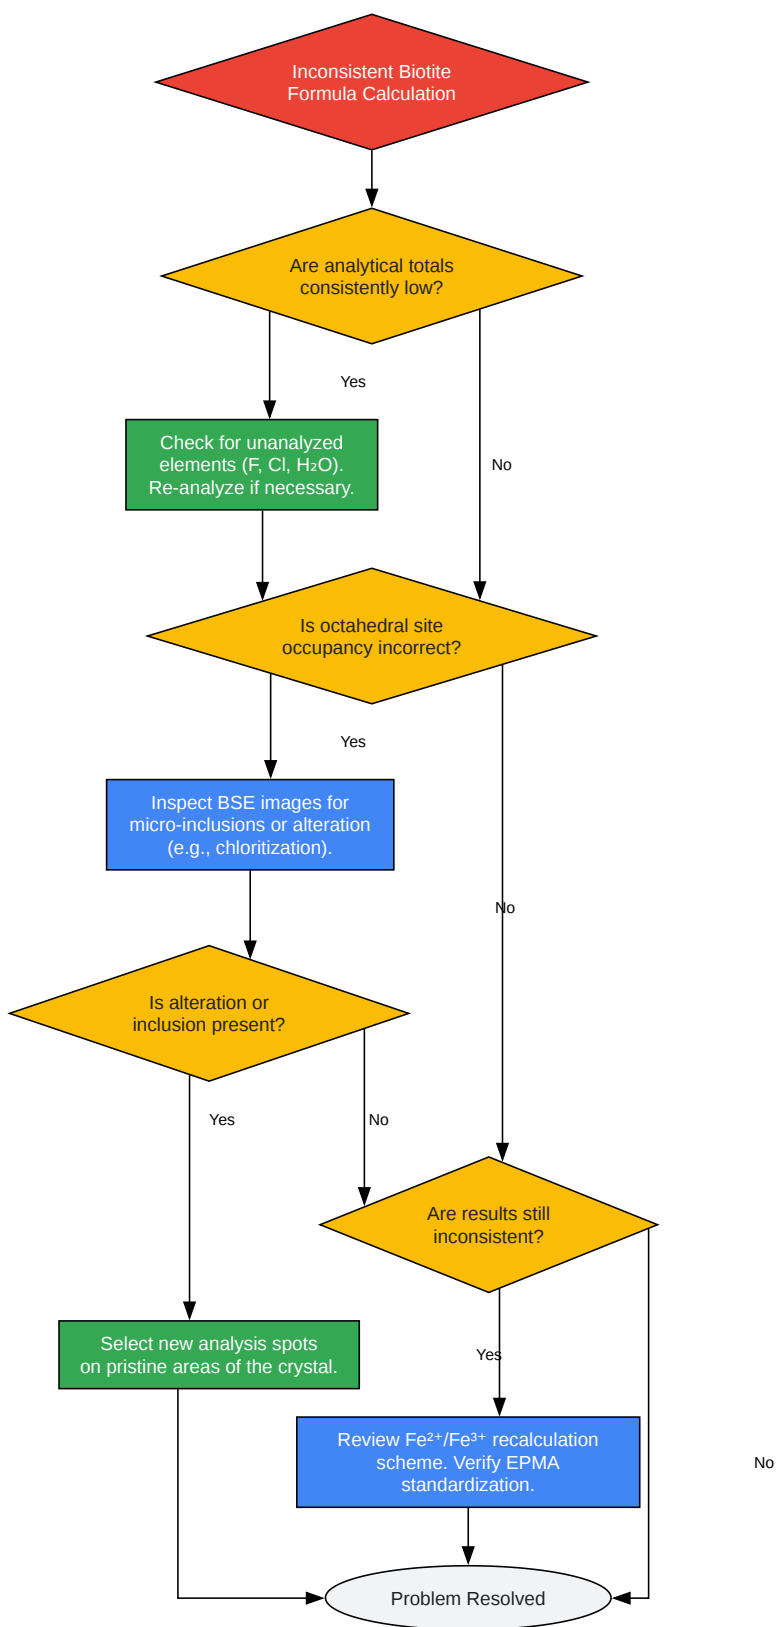 Inconsistent Biotite
Formula Calculation
Are analytical totals
consistently low?
Yes
Check for unanalyzed
elements (F, Cl, H₂O).
Re-analyze if necessary.
No
Is octahedral site
occupancy incorrect?
Yes
Inspect BSE images for
micro-inclusions or alteration
(e.g., chloritization).
No
Is alteration or
inclusion present?
Yes
No
Are results still
inconsistent?
Select new analysis spots
on pristine areas of the crystal.
Yes
Review Fe²⁺/Fe³⁺ recalculation
scheme. Verify EPMA
standardization.
No
Problem Resolved